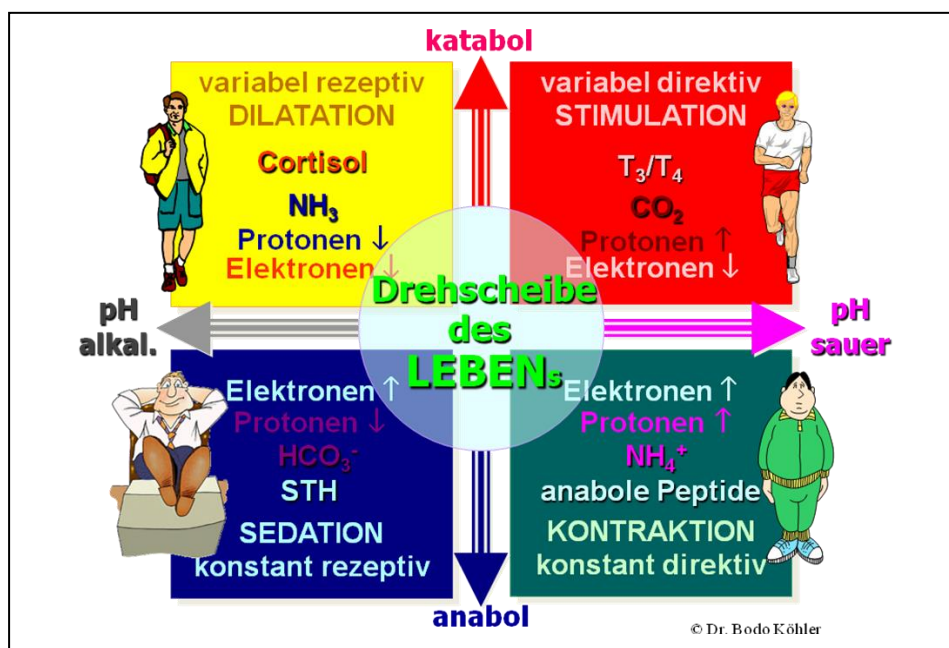 katabol
variabel rezeptiv
DILATATION
Cortisol
NH₃
Protonen ↓
Elektronen ↓
variabel direktiv
STIMULATION
T₃/T₄
CO₂
Protonen ↑
Elektronen ↓
pH
alkal.
Drehscheibe
des
LEBENs
pH
sauer
Elektronen ↑
Protonen ↓
HCO₃⁻
STH
SEDATION
konstant rezeptiv
Elektronen ↑
Protonen ↑
NH₄⁺
anabole Peptide
KONTRAKTION
konstant direktiv
anabol
© Dr. Bodo Köhler